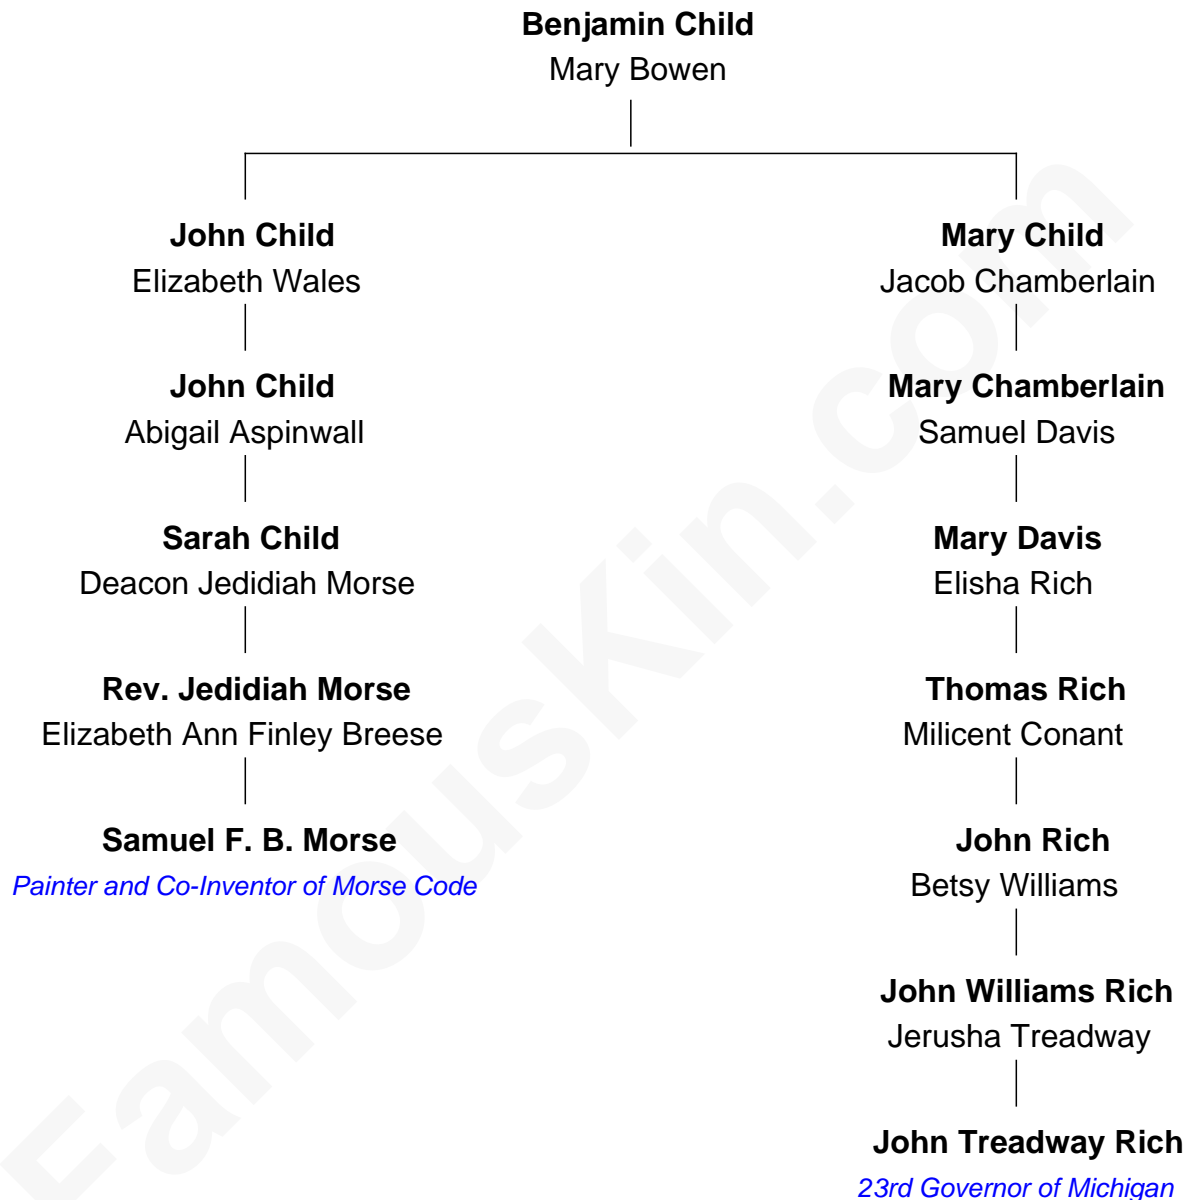 Benjamin Child
Mary Bowen
John Child
Elizabeth Wales
John Child
Abigail Aspinwall
Sarah Child
Deacon Jedidiah Morse
Rev. Jedidiah Morse
Elizabeth Ann Finley Breese
Samuel F. B. Morse
Painter and Co-Inventor of Morse Code
Mary Child
Jacob Chamberlain
Mary Chamberlain
Samuel Davis
Mary Davis
Elisha Rich
Thomas Rich
Milicent Conant
John Rich
Betsy Williams
John Williams Rich
Jerusha Treadway
John Treadway Rich
23rd Governor of Michigan
FamousKin.com